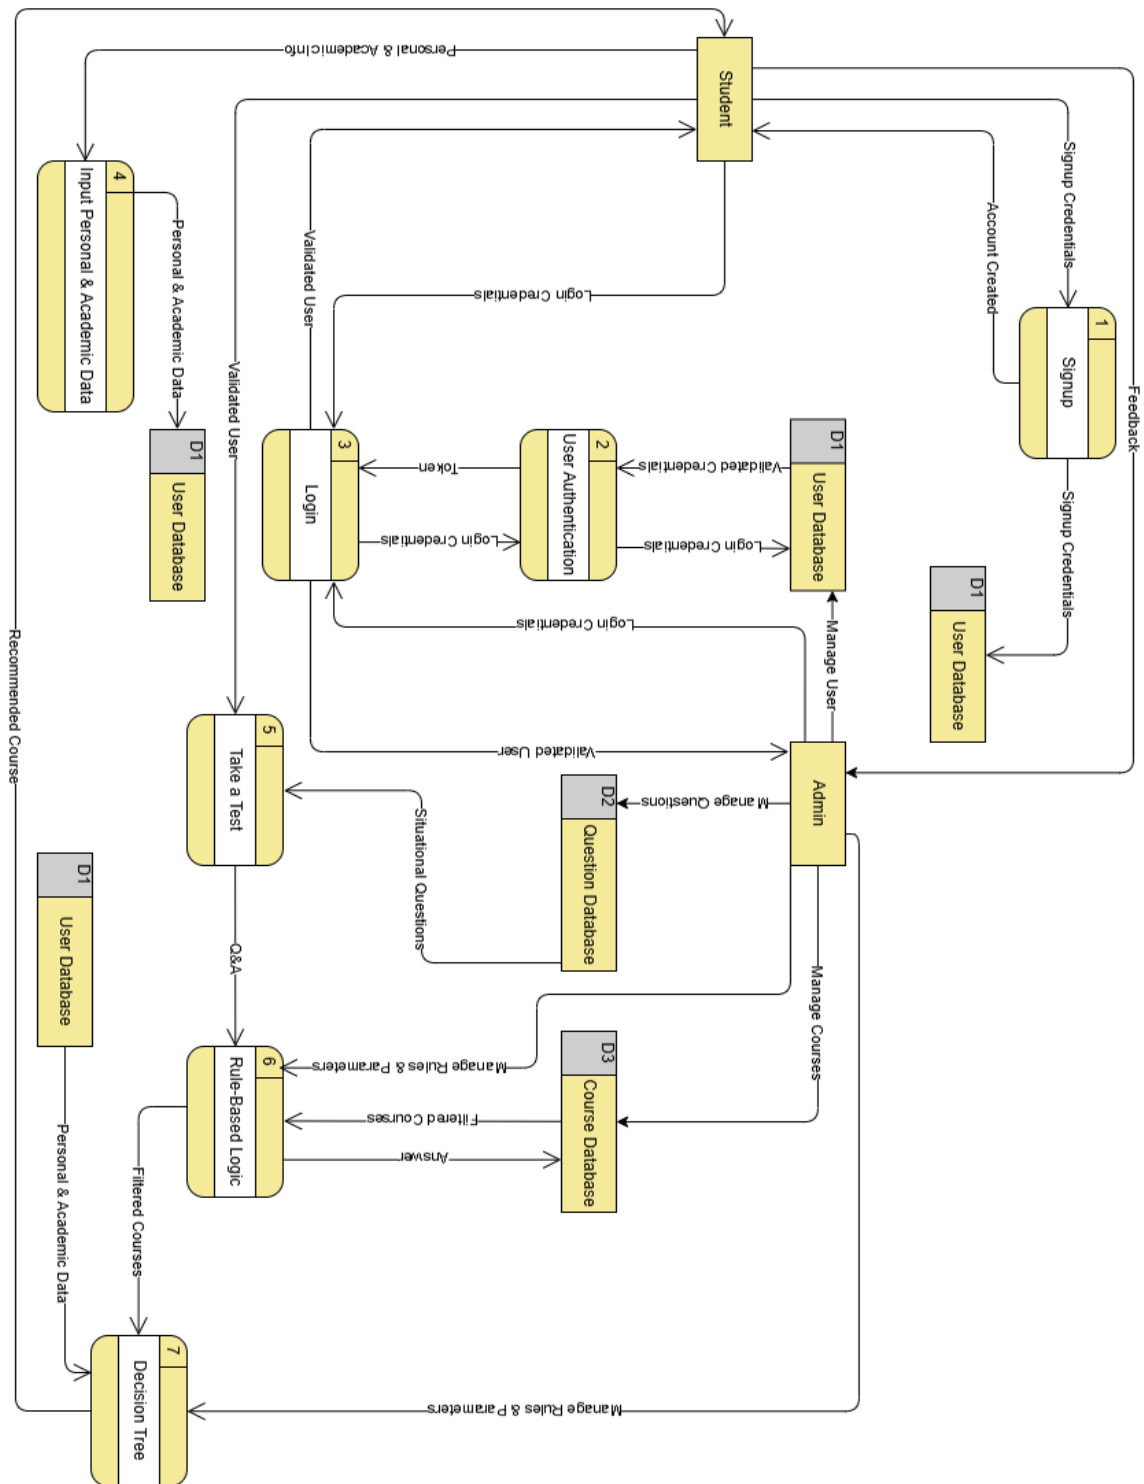 Student
Personal & AcademicInfo
Signup Credentials
Account Created
Feedback
1
Signup
Signup Credentials
D1
User Database
4
Input Personal & Academic Data
Personal & Academic Data
D1
User Database
Validated User
Validated User
Login Credentials
3
Login
Token
Login Credentials
2
User Authentication
Validated Credentials
Login Credentials
D1
User Database
Manage User
Login Credentials
Validated User
Admin
Manage Questions
D2
Question Database
Situational Questions
5
Take a Test
Q&A
Manage Courses
D3
Course Database
Manage Rules & Parameters
Filtered Courses
Answer
6
Rule-Based Logic
Filtered Courses
D1
User Database
Personal & Academic Data
7
Decision Tree
Manage Rules & Parameters
Recommended Course